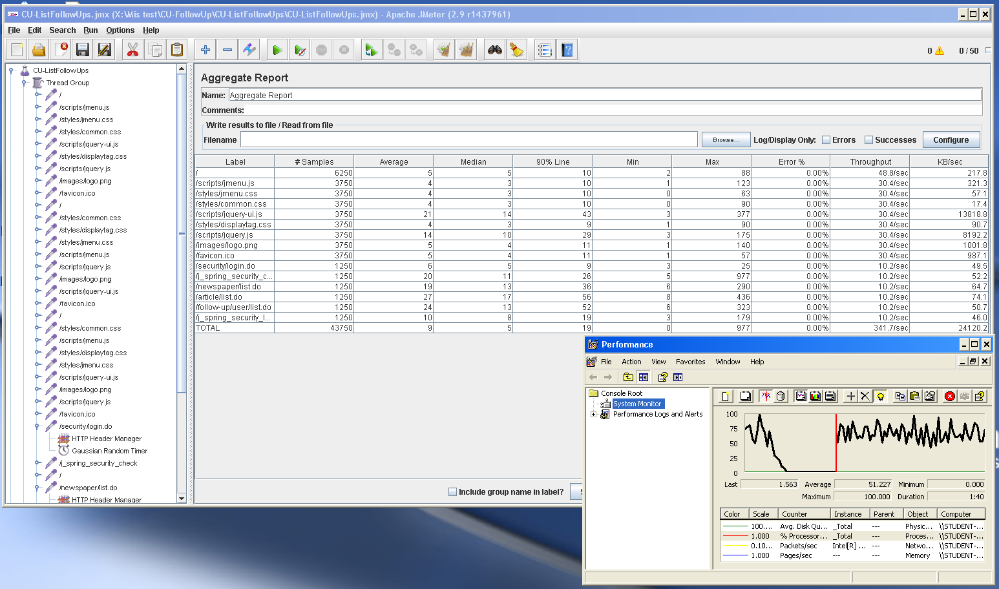 CU-ListFollowUps.jmx (X:\Mis test\CU-FollowUp\CU-ListFollowUps\CU-ListFollowUps.jmx) - Apache JMeter (2.9 r1437961)
File Edit Search Run Options Help
0 0 / 50
CU-ListFollowUps
Thread Group
/
/scripts/jmenu.js
/styles/jmenu.css
/styles/common.css
/scripts/jquery-ui.js
/styles/displaytag.css
/scripts/jquery.js
/images/logo.png
/favicon.ico
/
/styles/common.css
/styles/displaytag.css
/styles/jmenu.css
/scripts/jmenu.js
/scripts/jquery.js
/images/logo.png
/scripts/jquery-ui.js
/favicon.ico
/
/styles/common.css
/scripts/jmenu.js
/styles/displaytag.css
/styles/jmenu.css
/scripts/jquery-ui.js
/images/logo.png
/scripts/jquery.js
/favicon.ico
/security/login.do
HTTP Header Manager
Gaussian Random Timer
/j_spring_security_check
/
/newspaper/list.do
HTTP Header Manager
Aggregate Report
Name: Aggregate Report
Comments:
Write results to file / Read from file
Filename Browse... Log/Display Only: Errors Successes Configure
Label # Samples Average Median 90% Line Min Max Error % Throughput KB/sec
/ 6250 5 5 10 2 88 0.00% 48.8/sec 217.8
/scripts/jmenu.js 3750 4 3 10 1 123 0.00% 30.4/sec 321.3
/styles/jmenu.css 3750 4 3 10 0 63 0.00% 30.4/sec 57.1
/styles/common.css 3750 4 3 10 0 90 0.00% 30.4/sec 17.4
/scripts/jquery-ui.js 3750 21 14 43 3 377 0.00% 30.4/sec 13818.8
/styles/displaytag.css 3750 4 3 9 1 90 0.00% 30.4/sec 90.7
/scripts/jquery.js 3750 14 10 29 3 175 0.00% 30.4/sec 8192.2
/images/logo.png 3750 5 4 11 1 140 0.00% 30.4/sec 1001.8
/favicon.ico 3750 5 4 11 1 57 0.00% 30.4/sec 987.1
/security/login.do 1250 6 5 9 3 25 0.00% 10.2/sec 49.5
/j_spring_security_c... 1250 20 11 26 5 977 0.00% 10.2/sec 52.2
/newspaper/list.do 1250 19 13 36 6 290 0.00% 10.2/sec 64.7
/article/list.do 1250 27 17 56 8 436 0.00% 10.2/sec 74.1
/follow-up/user/list.do 1250 24 13 52 6 323 0.00% 10.2/sec 50.7
/j_spring_security_l... 1250 10 8 19 3 179 0.00% 10.2/sec 46.0
TOTAL 43750 9 5 19 0 977 0.00% 341.7/sec 24120.2
Include group name in label?
Performance
File Action View Favorites Window Help
Console Root
System Monitor
Performance Logs and Alerts
100
75
50
25
0
Last 1.563 Average 51.227 Minimum 0.000
Maximum 100.000 Duration 1:40
Color Scale Counter Instance Parent Object Computer
100.... Avg. Disk Qu... _Total --- Physic... \\STUDENT-...
1.000 % Processor... _Total --- Proces... \\STUDENT-...
0.10... Packets/sec Intel[R] ... --- Netwo... \\STUDENT-...
1.000 Pages/sec --- --- Memory \\STUDENT-...